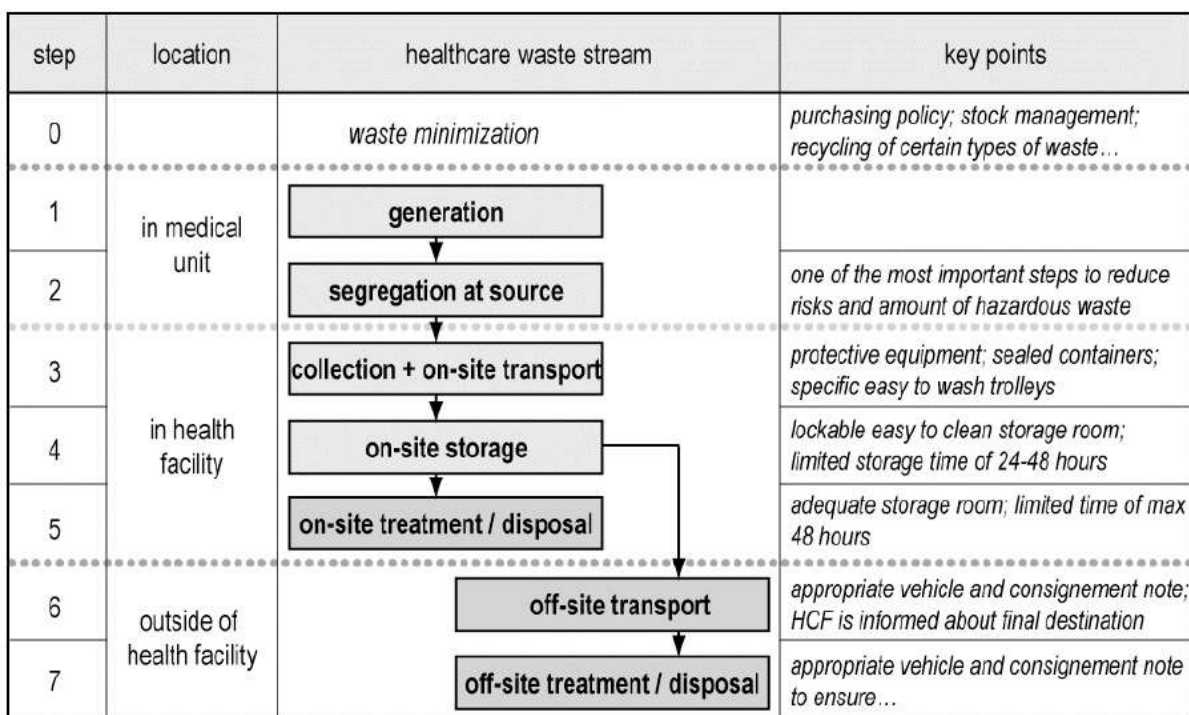 step location healthcare waste stream key points
0 waste minimization purchasing policy; stock management;
recycling of certain types of waste...
1 in medical
unit generation
2 segregation at source one of the most important steps to reduce
risks and amount of hazardous waste
3 collection + on-site transport protective equipment; sealed containers;
specific easy to wash trolleys
4 in health
facility on-site storage lockable easy to clean storage room;
limited storage time of 24-48 hours
5 on-site treatment / disposal adequate storage room; limited time of max
48 hours
6 outside of
health facility off-site transport appropriate vehicle and consignement note;
HCF is informed about final destination
7 off-site treatment / disposal appropriate vehicle and consignement note
to ensure...